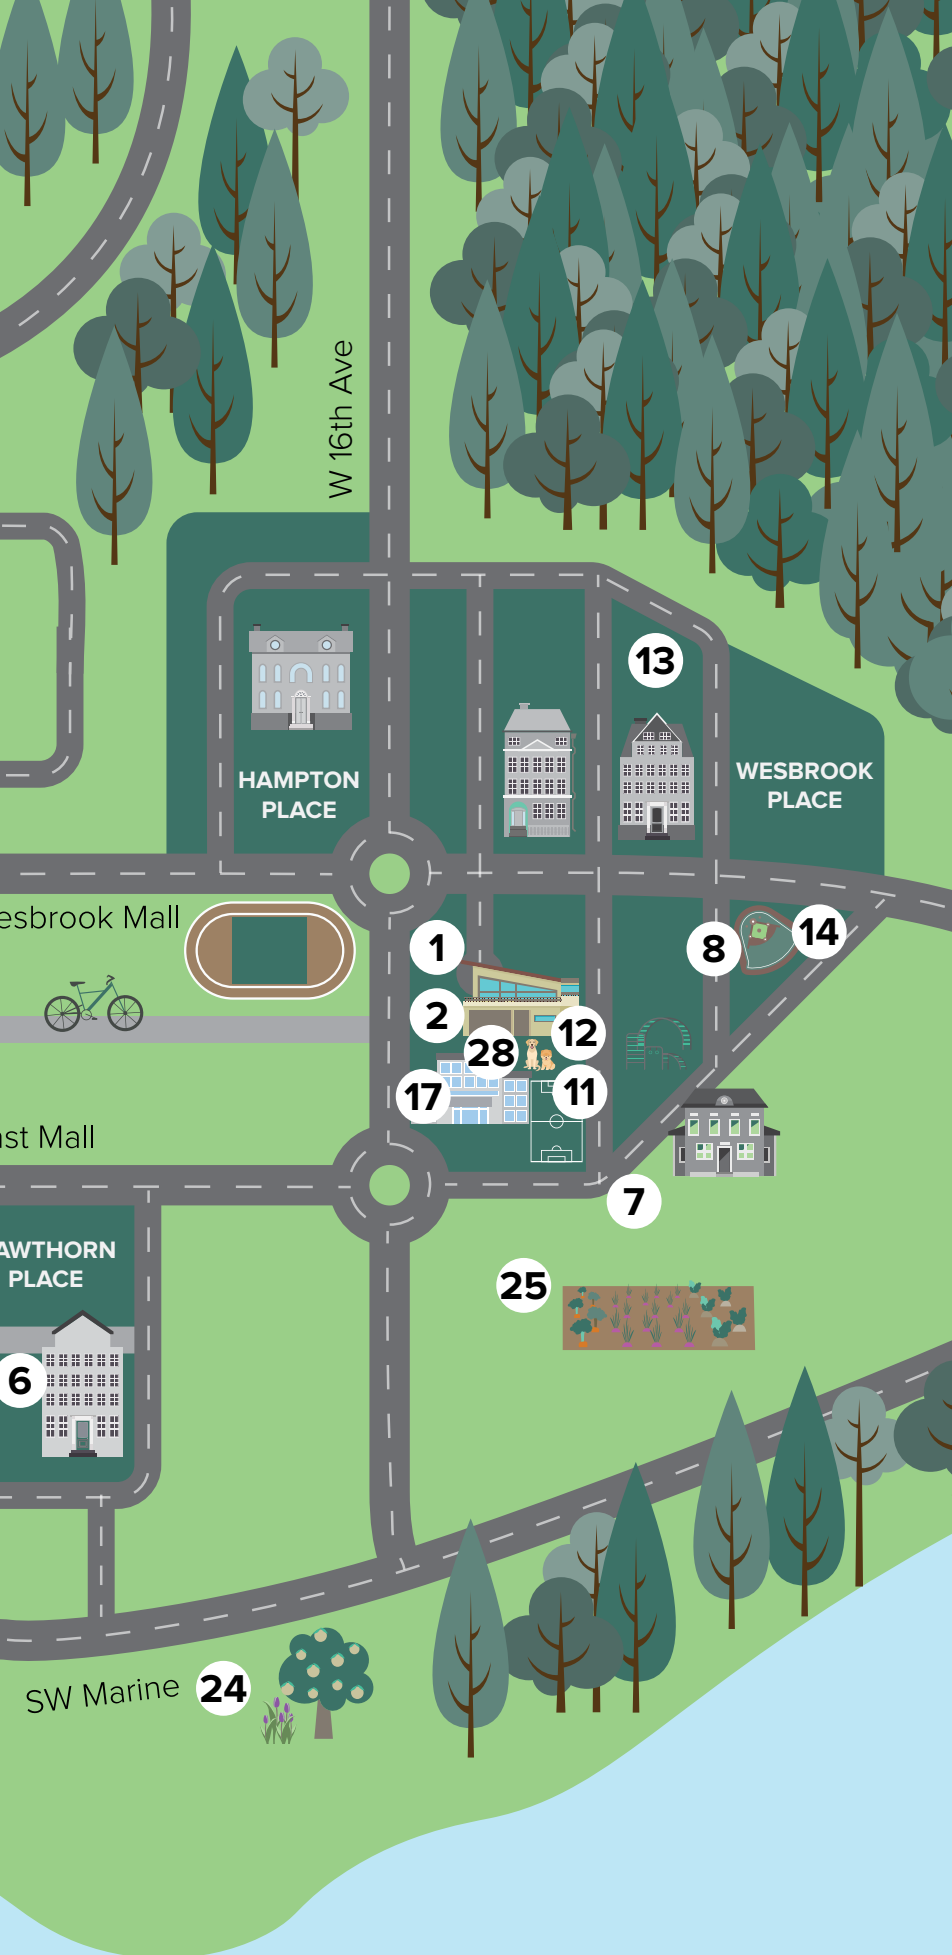 W 16th Ave
13
HAMPTON
PLACE
WESBROOK
PLACE
esbrook Mall
1
8
14
2
12
28
17
11
ast Mall
7
AWTHORN
PLACE
25
6
SW Marine
24